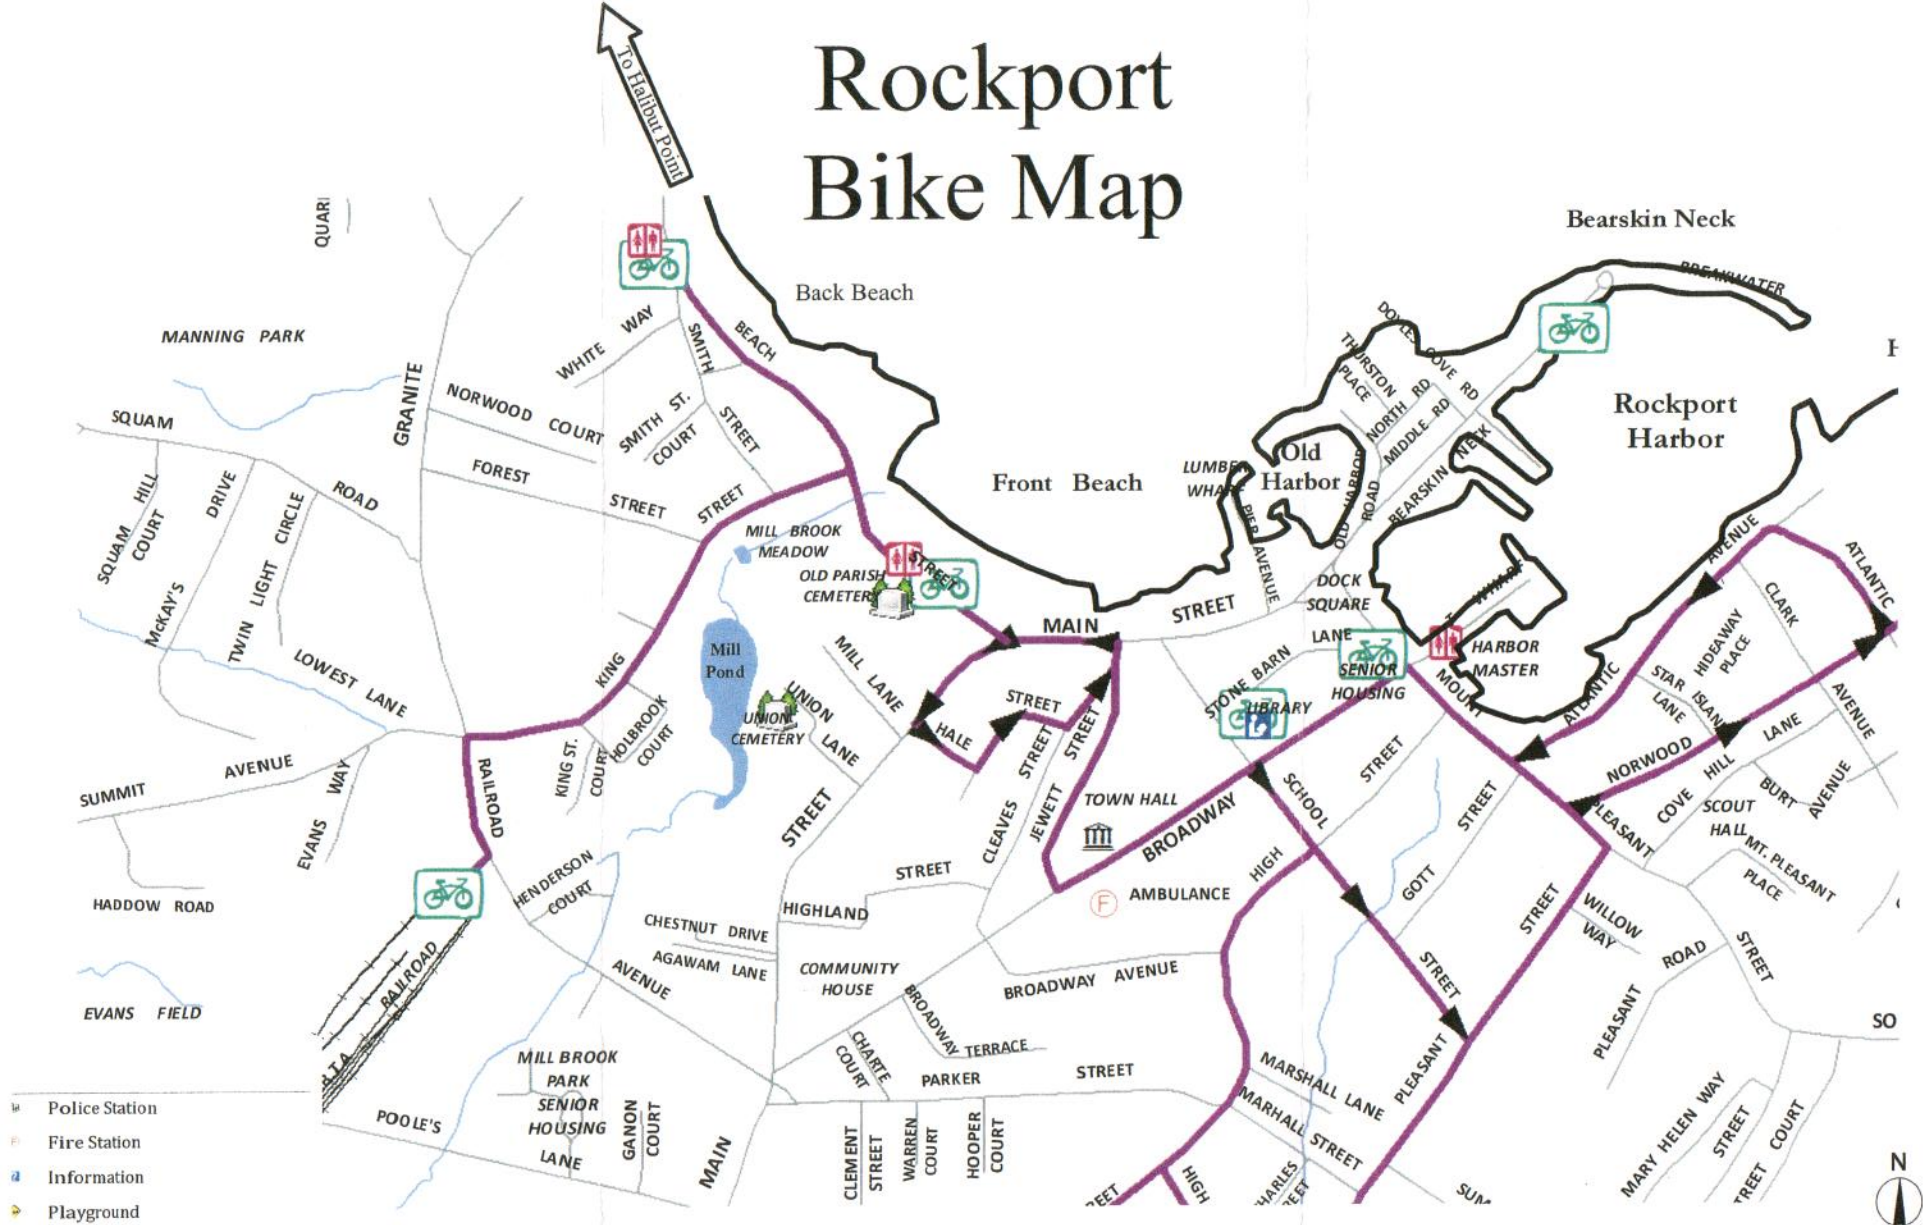 Rockport
Bike Map
To Halibut Point
Bearskin Neck
BREAKWATER
QUAR
Back Beach
MANNING PARK
WHITE WAY
SMITH
BEACH
DOYLES COVE RD
THURSTON
PLACE
NORTH RD
MIDDLE RD
Rockport
Harbor
H
GRANITE
NORWOOD COURT
SMITH ST.
COURT
STREET
SQUAM
ROAD
FOREST
STREET
STREET
Front Beach
LUMBER
WHARF
Old
Harbor
OLD HARBOR
ROAD
BEARSKIN NECK
PIER AVENUE
SQUAM HILL
COURT
DRIVE
McKAY'S
TWIN LIGHT CIRCLE
MILL BROOK
MEADOW
OLD PARISH
CEMETERY
STREET
MAIN
STREET
DOCK
SQUARE
T WHARF
AVENUE
ATLANTIC
CLARK
HIDEAWAY
PLACE
LOWEST LANE
KING
Mill
Pond
MILL LANE
UNION
LANE
UNION
CEMETERY
HALE
STREET
STREET
LANE
STONE BARN
SENIOR
HOUSING
HARBOR
MASTER
LIBRARY
MOUNT
ATLANTIC
STAR ISLAND
LANE
AVENUE
HOLBROOK
COURT
KING ST.
COURT
SUMMIT
AVENUE
EVANS WAY
RAILROAD
STREET
CLEAVES
STREET
JEWETT
TOWN HALL
BROADWAY
SCHOOL
STREET
STREET
NORWOOD
LANE
COVE HILL
BURT
AVENUE
SCOUT
HALL
PLEASANT
MT. PLEASANT
PLACE
HADDOW ROAD
HENDERSON
COURT
STREET
HIGHLAND
AMBULANCE
F
HIGH
GOTT
STREET
WILLOW
WAY
CHESTNUT DRIVE
AGAWAM LANE
COMMUNITY
HOUSE
AVENUE
BROADWAY AVENUE
BROADWAY
TERRACE
STREET
ROAD
PLEASANT
STREET
EVANS FIELD
RAILROAD
SO
MILL BROOK
PARK
SENIOR
HOUSING
CHARTE
COURT
PARKER
STREET
MARSHALL LANE
MARHALL STREET
PLEASANT
Police Station
Fire Station
Information
Playground
POOLE'S
LANE
GANON
COURT
MAIN
CLEMENT
STREET
WARREN
COURT
HOOPER
COURT
REET
HIGH
HARLES
REET
SUM
MARY HELEN WAY
STREET
TREET COURT
N